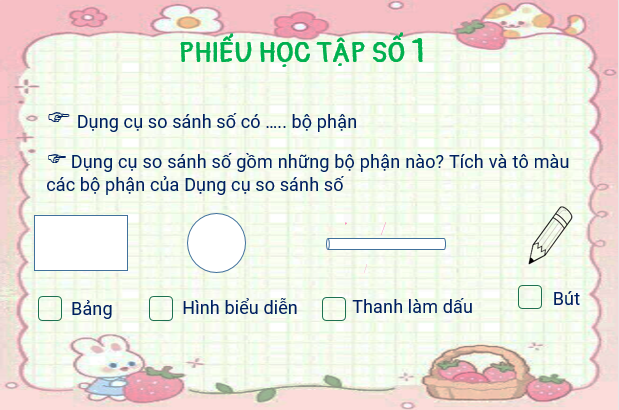 PHIẾU HỌC TẬP SỐ 1
☞ Dụng cụ so sánh số có ..... bộ phận
☞ Dụng cụ so sánh số gồm những bộ phận nào? Tích và tô màu
các bộ phận của Dụng cụ so sánh số
Bảng
Hình biểu diễn
Thanh làm dấu
Bút